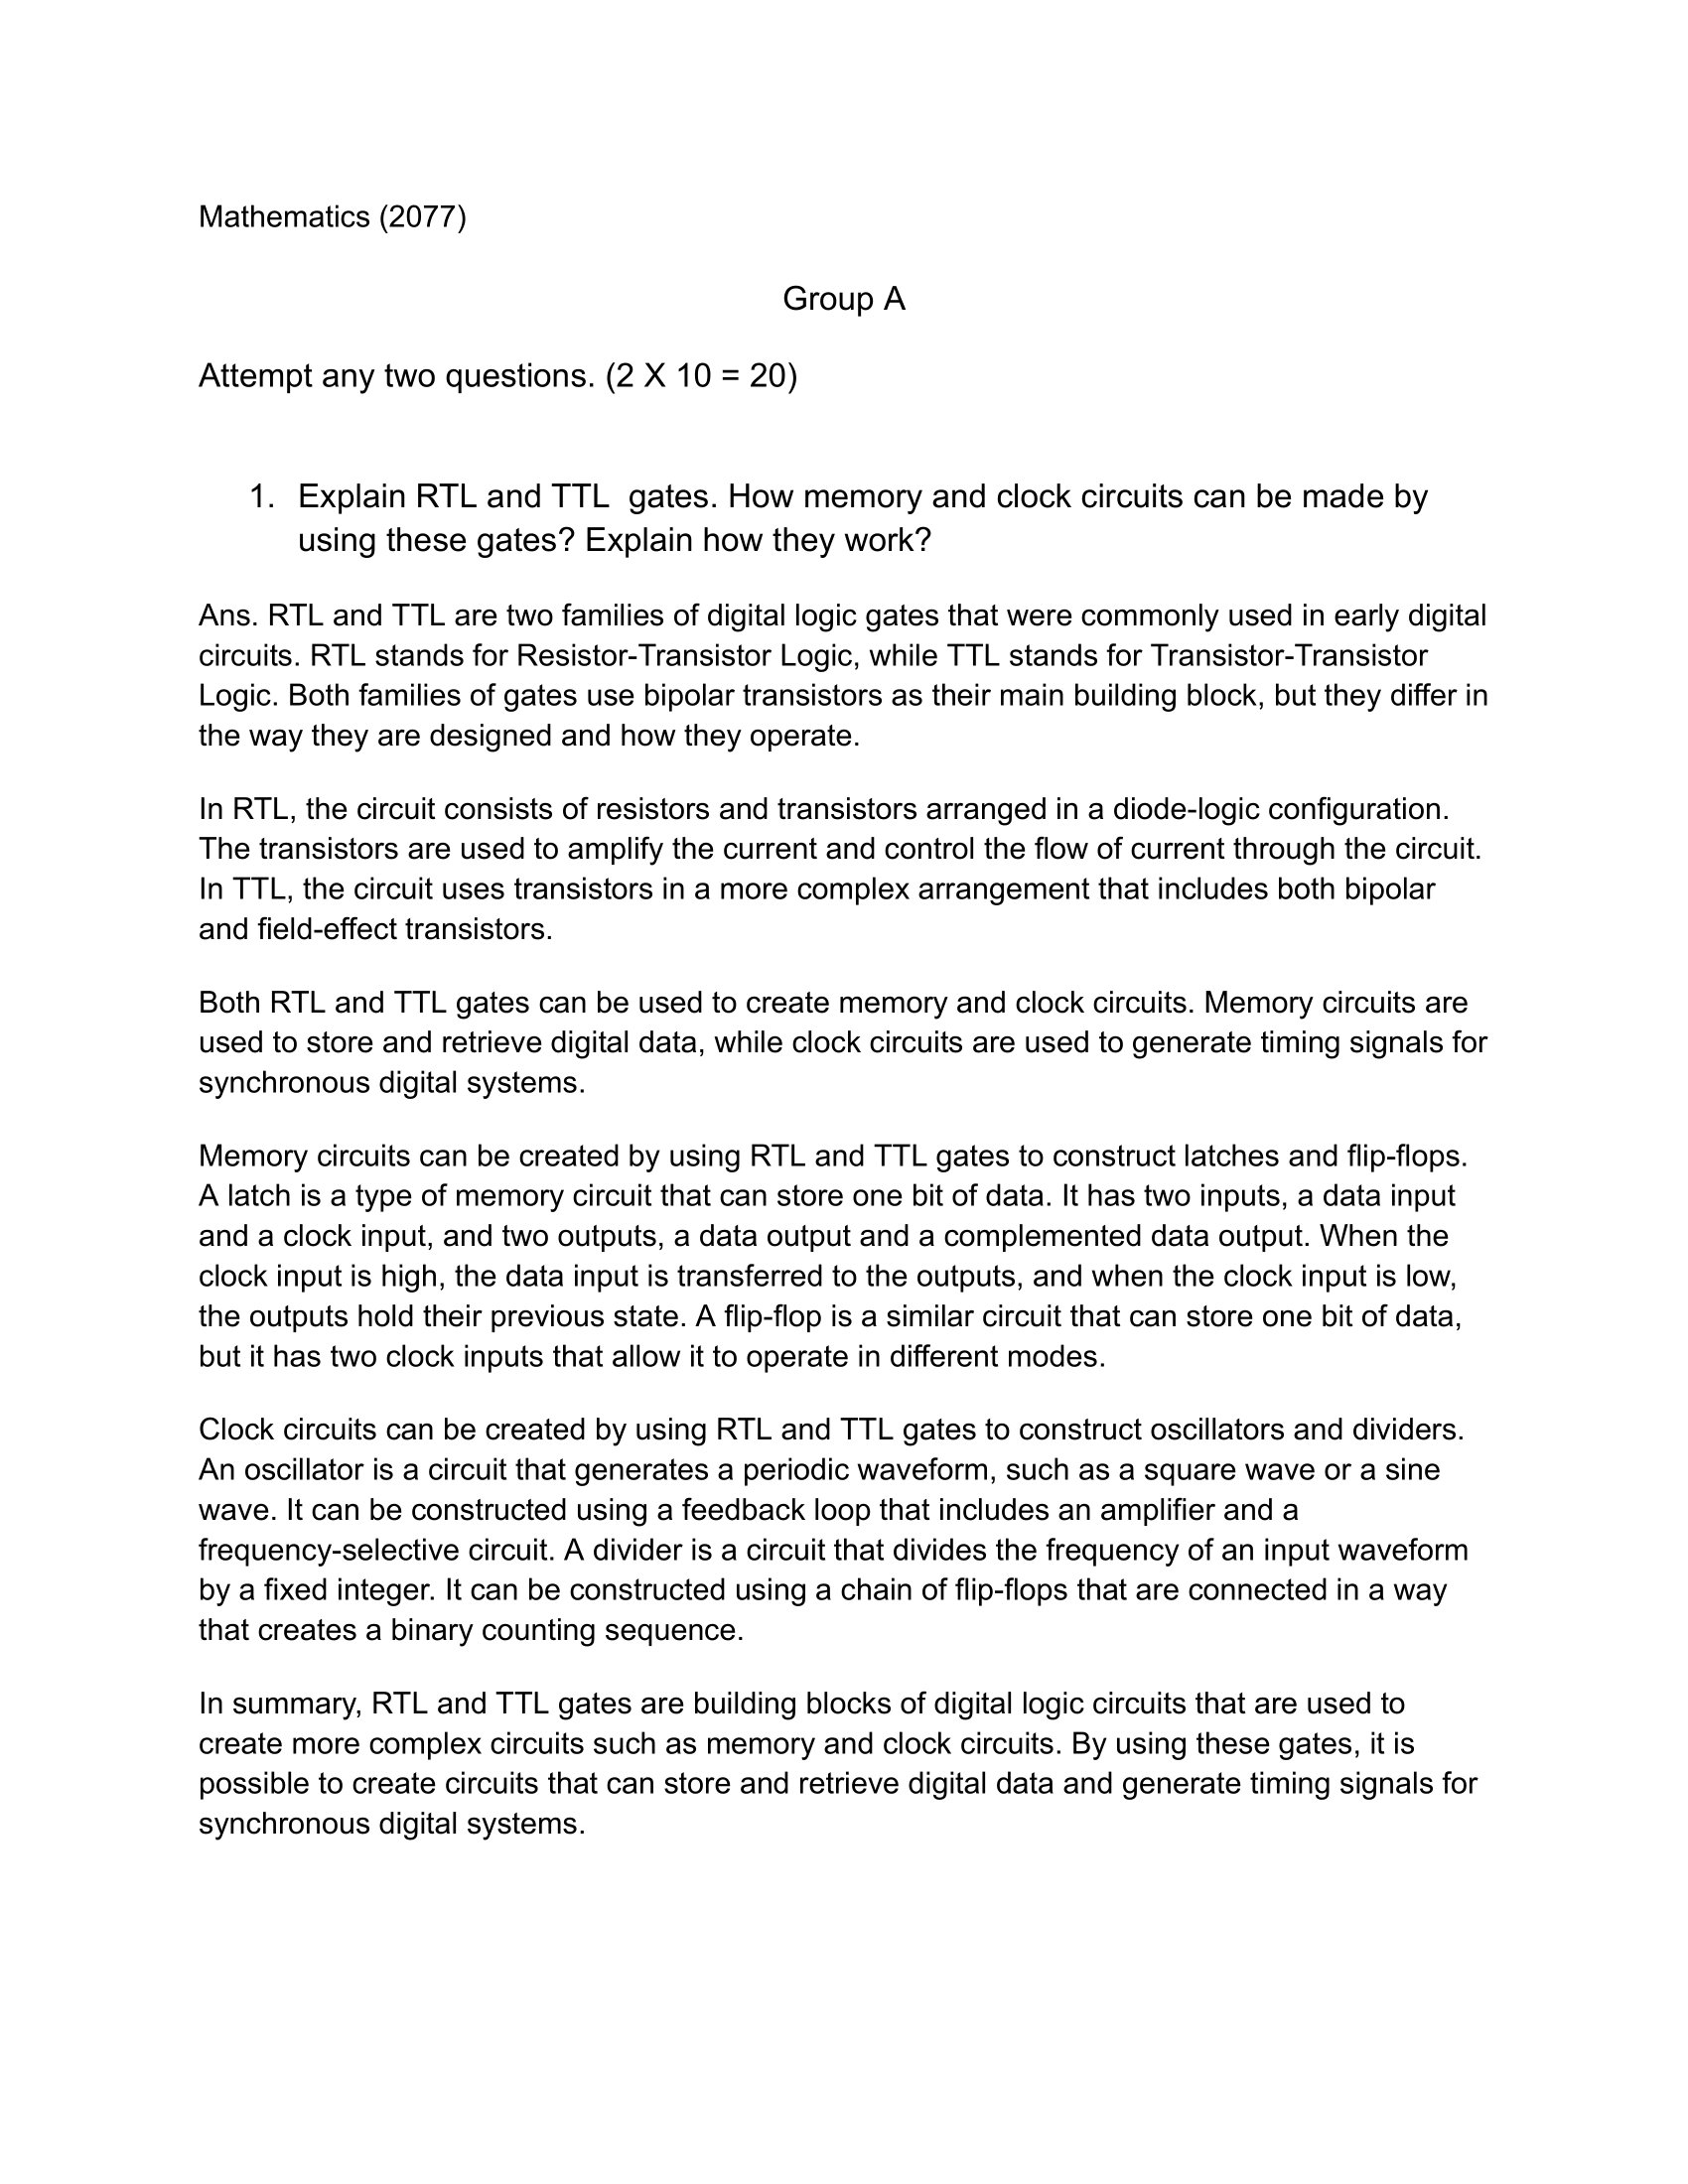 Mathematics (2077)
Group A
Attempt any two questions. (2 X 10 = 20)
1. Explain RTL and TTL  gates. How memory and clock circuits can be made by
using these gates? Explain how they work?
Ans. RTL and TTL are two families of digital logic gates that were commonly used in early digital
circuits. RTL stands for Resistor-Transistor Logic, while TTL stands for Transistor-Transistor
Logic. Both families of gates use bipolar transistors as their main building block, but they differ in
the way they are designed and how they operate.
In RTL, the circuit consists of resistors and transistors arranged in a diode-logic configuration.
The transistors are used to amplify the current and control the flow of current through the circuit.
In TTL, the circuit uses transistors in a more complex arrangement that includes both bipolar
and field-effect transistors.
Both RTL and TTL gates can be used to create memory and clock circuits. Memory circuits are
used to store and retrieve digital data, while clock circuits are used to generate timing signals for
synchronous digital systems.
Memory circuits can be created by using RTL and TTL gates to construct latches and flip-flops.
A latch is a type of memory circuit that can store one bit of data. It has two inputs, a data input
and a clock input, and two outputs, a data output and a complemented data output. When the
clock input is high, the data input is transferred to the outputs, and when the clock input is low,
the outputs hold their previous state. A flip-flop is a similar circuit that can store one bit of data,
but it has two clock inputs that allow it to operate in different modes.
Clock circuits can be created by using RTL and TTL gates to construct oscillators and dividers.
An oscillator is a circuit that generates a periodic waveform, such as a square wave or a sine
wave. It can be constructed using a feedback loop that includes an amplifier and a
frequency-selective circuit. A divider is a circuit that divides the frequency of an input waveform
by a fixed integer. It can be constructed using a chain of flip-flops that are connected in a way
that creates a binary counting sequence.
In summary, RTL and TTL gates are building blocks of digital logic circuits that are used to
create more complex circuits such as memory and clock circuits. By using these gates, it is
possible to create circuits that can store and retrieve digital data and generate timing signals for
synchronous digital systems.